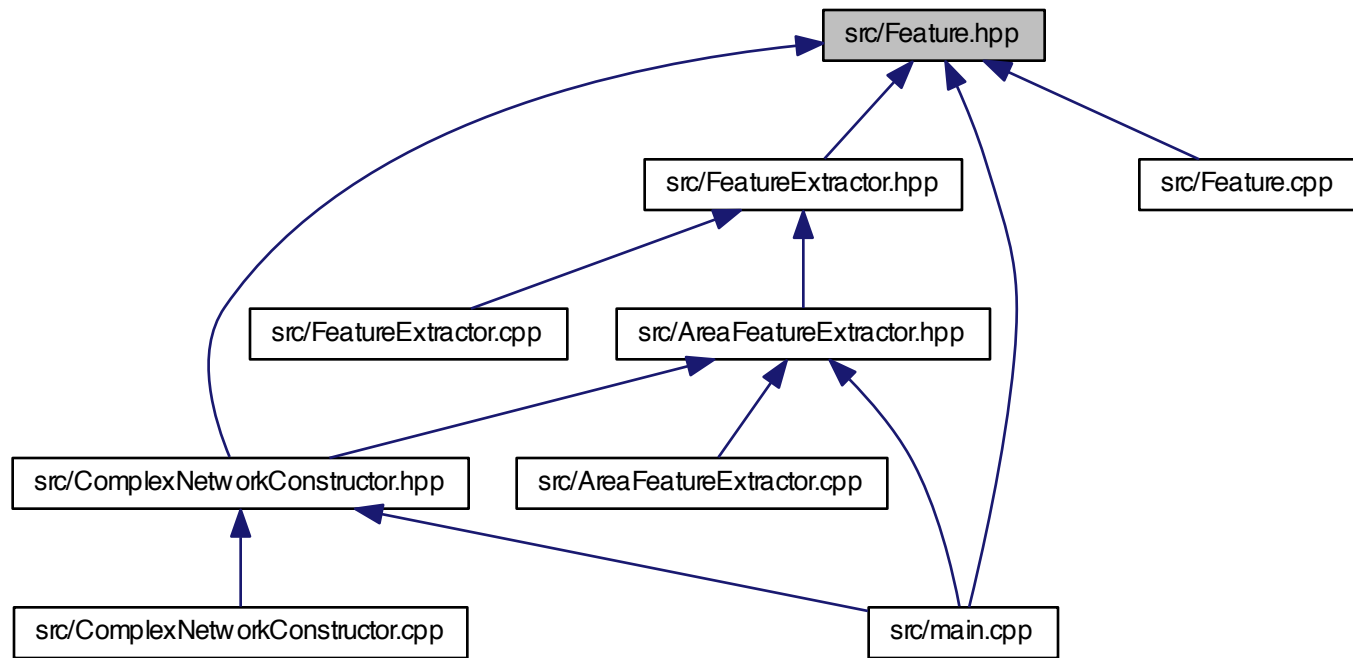 src/Feature.hpp
src/FeatureExtractor.hpp
src/Feature.cpp
src/FeatureExtractor.cpp
src/AreaFeatureExtractor.hpp
src/ComplexNetworkConstructor.hpp
src/AreaFeatureExtractor.cpp
src/ComplexNetworkConstructor.cpp
src/main.cpp